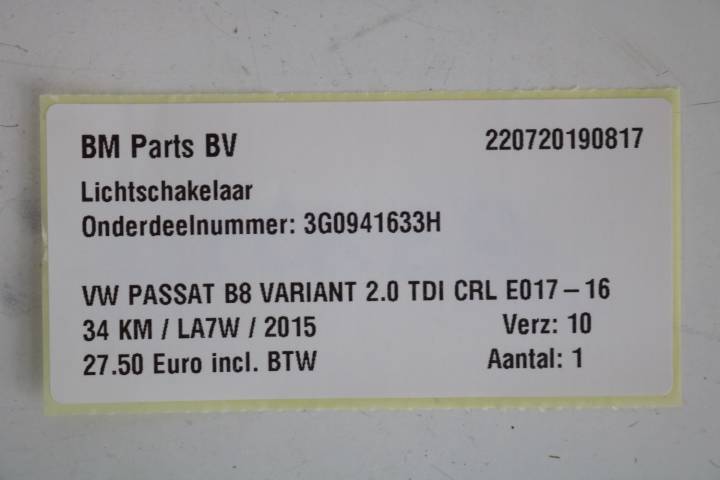 BM Parts BV 220720190817
Lichtschakelaar
Onderdeelnummer: 3G0941633H
VW PASSAT B8 VARIANT 2.0 TDI CRL E017-16
34 KM / LA7W / 2015 Verz: 10
27.50 Euro incl. BTW Aantal: 1